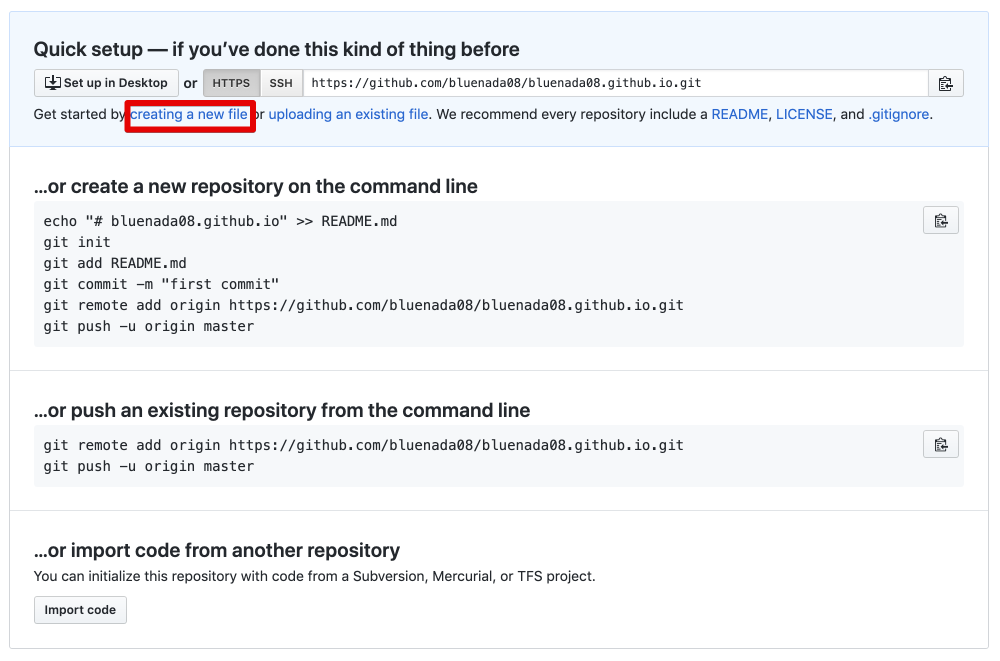 Quick setup — if you’ve done this kind of thing before
Set up in Desktop or HTTPS SSH https://github.com/bluenada08/bluenada08.github.io.git
Get started by creating a new file or uploading an existing file. We recommend every repository include a README, LICENSE, and .gitignore.
…or create a new repository on the command line
echo "# bluenada08.github.io" >> README.md
git init
git add README.md
git commit -m "first commit"
git remote add origin https://github.com/bluenada08/bluenada08.github.io.git
git push -u origin master
…or push an existing repository from the command line
git remote add origin https://github.com/bluenada08/bluenada08.github.io.git
git push -u origin master
…or import code from another repository
You can initialize this repository with code from a Subversion, Mercurial, or TFS project.
Import code